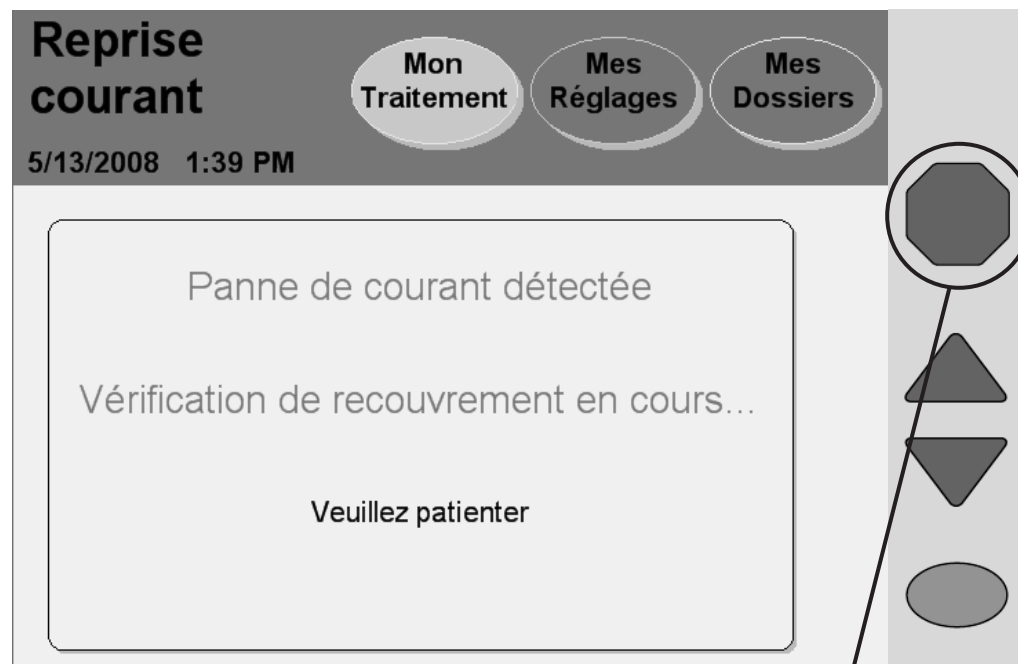 Reprise
courant
5/13/2008 1:39 PM
Mon
Traitement
Mes
Réglages
Mes
Dossiers
Panne de courant détectée
Vérification de recouvrement en cours...
Veuillez patienter